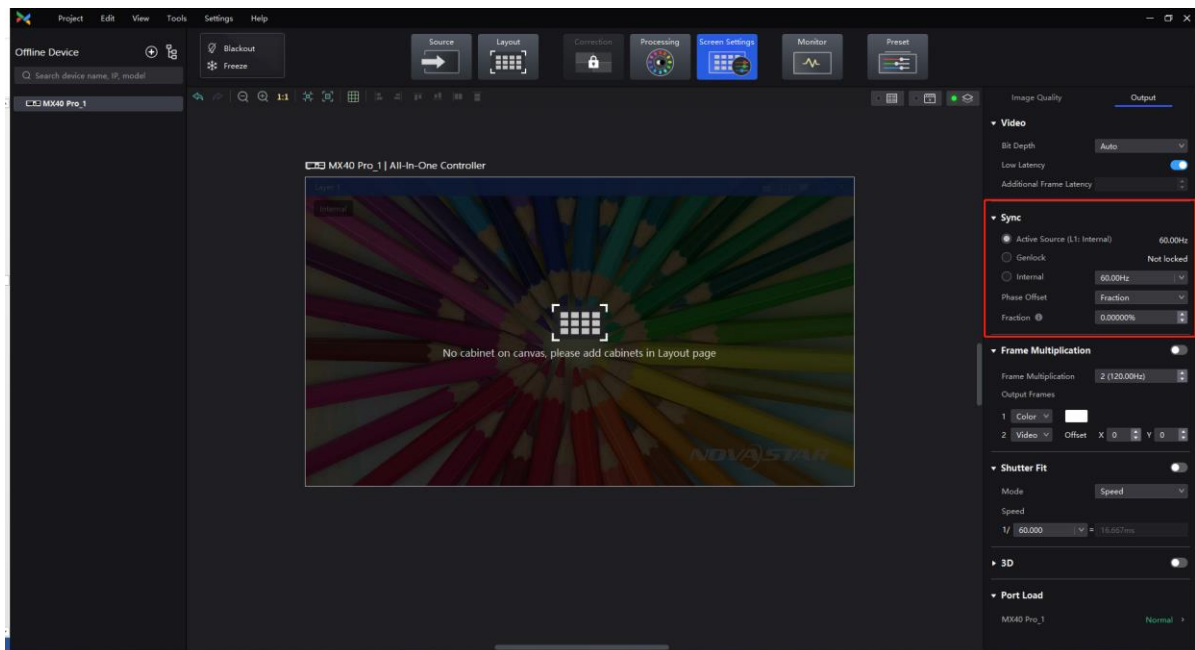 Project Edit View Tools Settings Help
Offline Device
Search device name, IP, model
MX40 Pro_1
Blackout
Freeze
Source
Layout
Correction
Processing
Screen Settings
Monitor
Preset
1:1
MX40 Pro_1 | All-In-One Controller
Layer 1
Internal
No cabinet on canvas, please add cabinets in Layout page
NOVASTAR
Image Quality Output
Video
Bit Depth Auto
Low Latency
Additional Frame Latency
Sync
Active Source (L1: Internal) 60.00Hz
Genlock Not locked
Internal 60.00Hz
Phase Offset Fraction
Fraction 0.00000%
Frame Multiplication
Frame Multiplication 2 (120.00Hz)
Output Frames
1 Color
2 Video Offset X 0 Y 0
Shutter Fit
Mode Speed
Speed
1/ 60.000 = 16.667ms
3D
Port Load
MX40 Pro_1 Normal